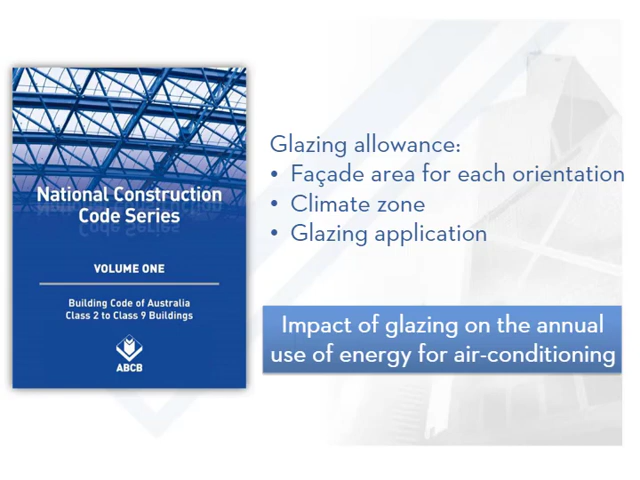 National Construction
Code Series
VOLUME ONE
Building Code of Australia
Class 2 to Class 9 Buildings
ABCB
Glazing allowance:
• Façade area for each orientation
• Climate zone
• Glazing application
Impact of glazing on the annual
use of energy for air-conditioning